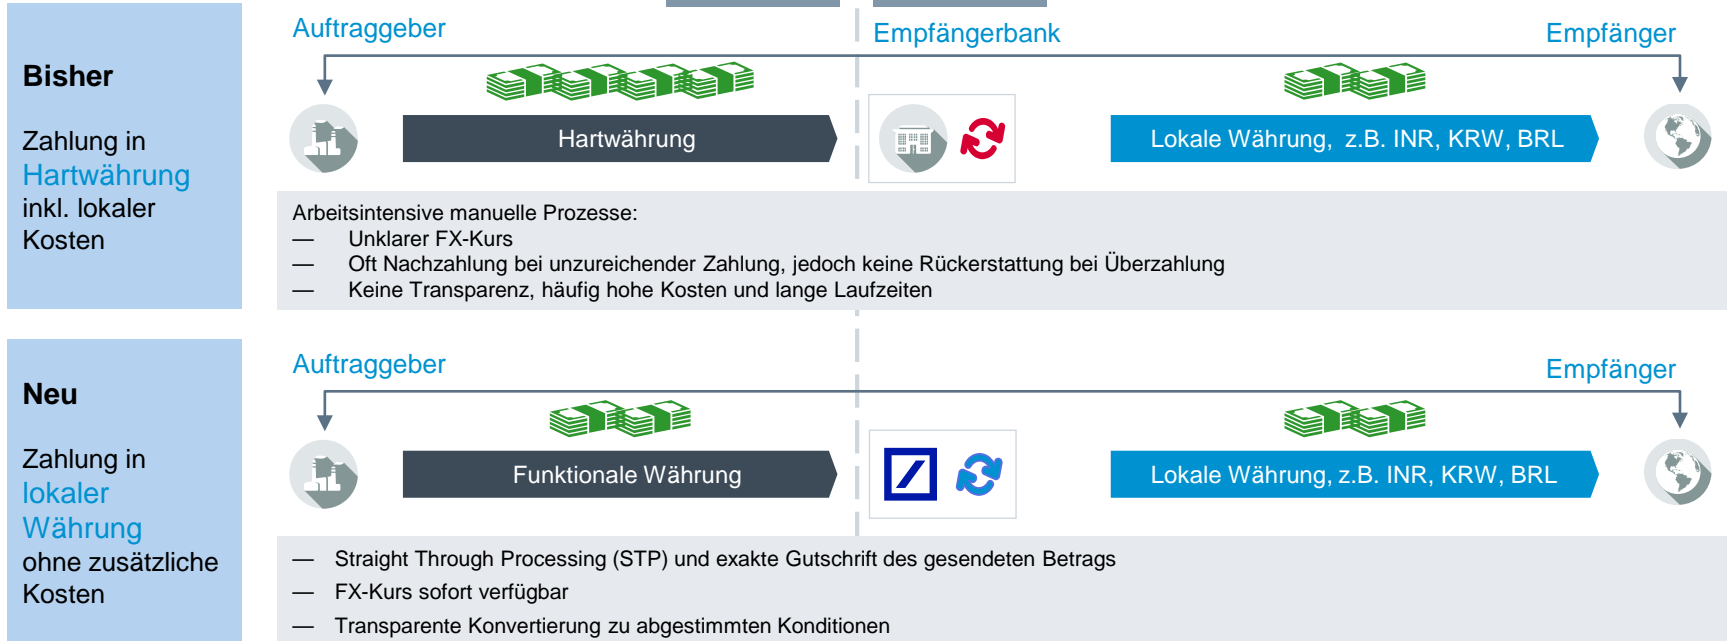 Auftraggeber
Empfängerbank
Empfänger
Bisher
Zahlung in
Hartwährung
inkl. lokaler
Kosten
Hartwährung
Lokale Währung, z.B. INR, KRW, BRL
Arbeitsintensive manuelle Prozesse:
— Unklarer FX-Kurs
— Oft Nachzahlung bei unzureichender Zahlung, jedoch keine Rückerstattung bei Überzahlung
— Keine Transparenz, häufig hohe Kosten und lange Laufzeiten
Auftraggeber
Empfänger
Neu
Zahlung in
lokaler
Währung
ohne zusätzliche
Kosten
Funktionale Währung
Lokale Währung, z.B. INR, KRW, BRL
— Straight Through Processing (STP) und exakte Gutschrift des gesendeten Betrags
— FX-Kurs sofort verfügbar
— Transparente Konvertierung zu abgestimmten Konditionen